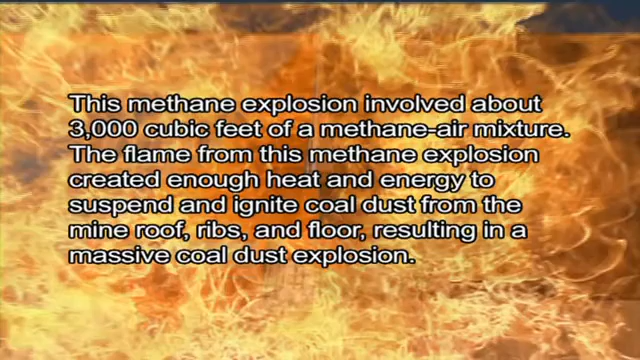 This methane explosion involved about
3,000 cubic feet of a methane-air mixture.
The flame from this methane explosion
created enough heat and energy to
suspend and ignite coal dust from the
mine roof, ribs, and floor, resulting in a
massive coal dust explosion.